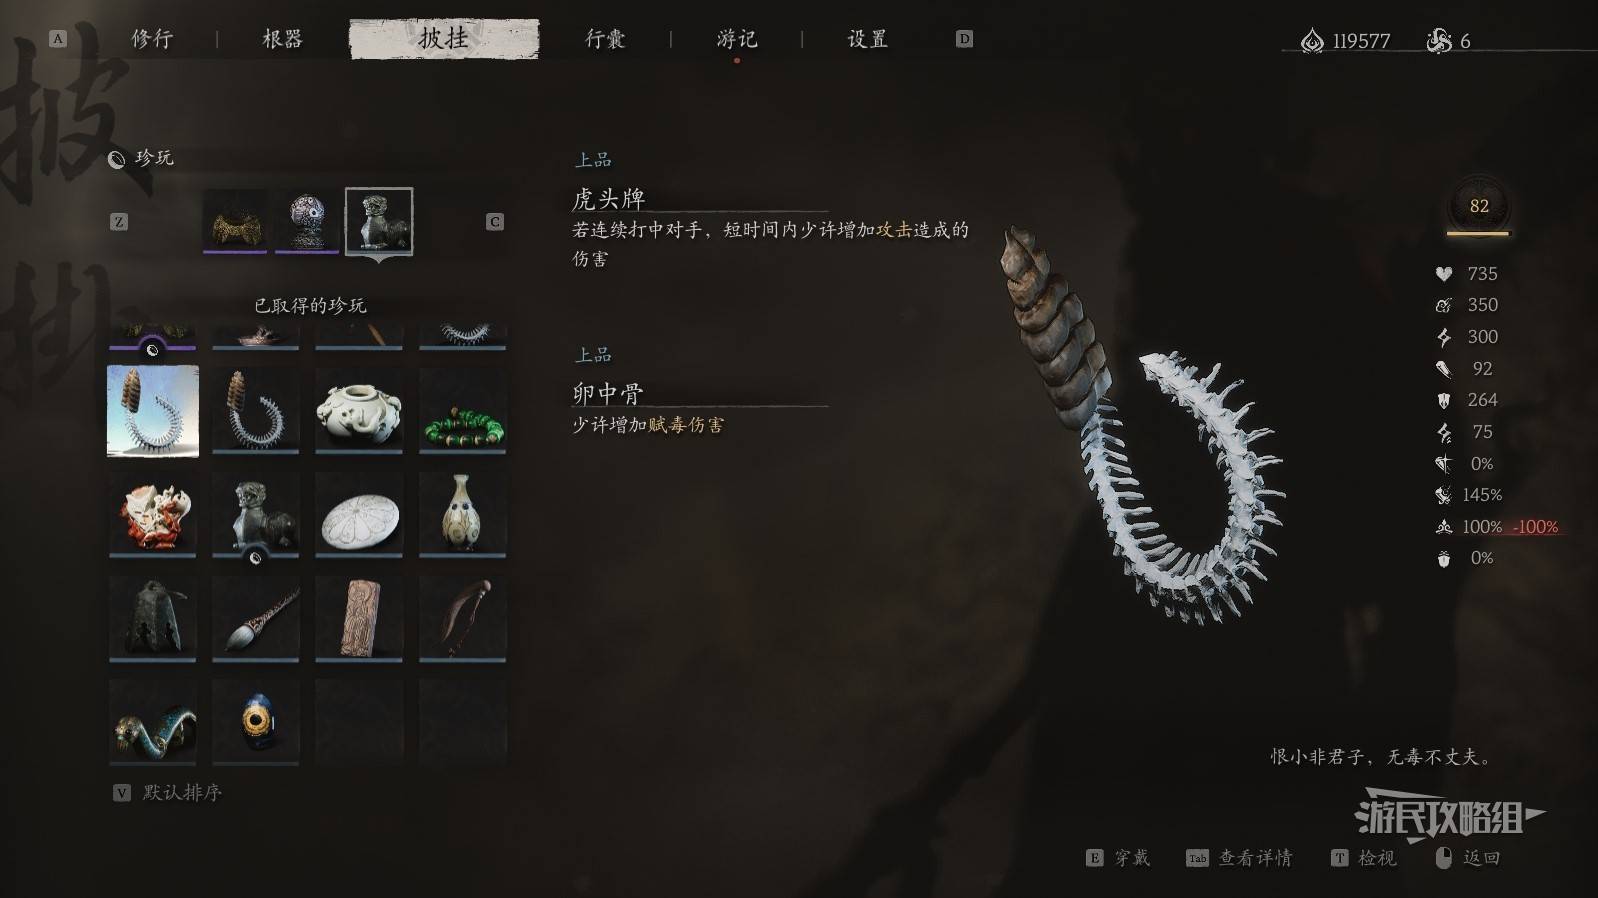 A 修行 | 根器 披挂 行囊 | 游记 | 设置 D
119577 6
披挂
珍玩
Z C
已取得的珍玩
V 默认排序
上品
虎头牌
若连续打中对手，短时间内少许增加攻击造成的
伤害
上品
卵中骨
少许增加赋毒伤害
82
735
350
300
92
264
75
0%
145%
100% -100%
0%
恨小非君子，无毒不丈夫。
游民攻略组
E 穿戴 Tab 查看详情 T 检视 返回